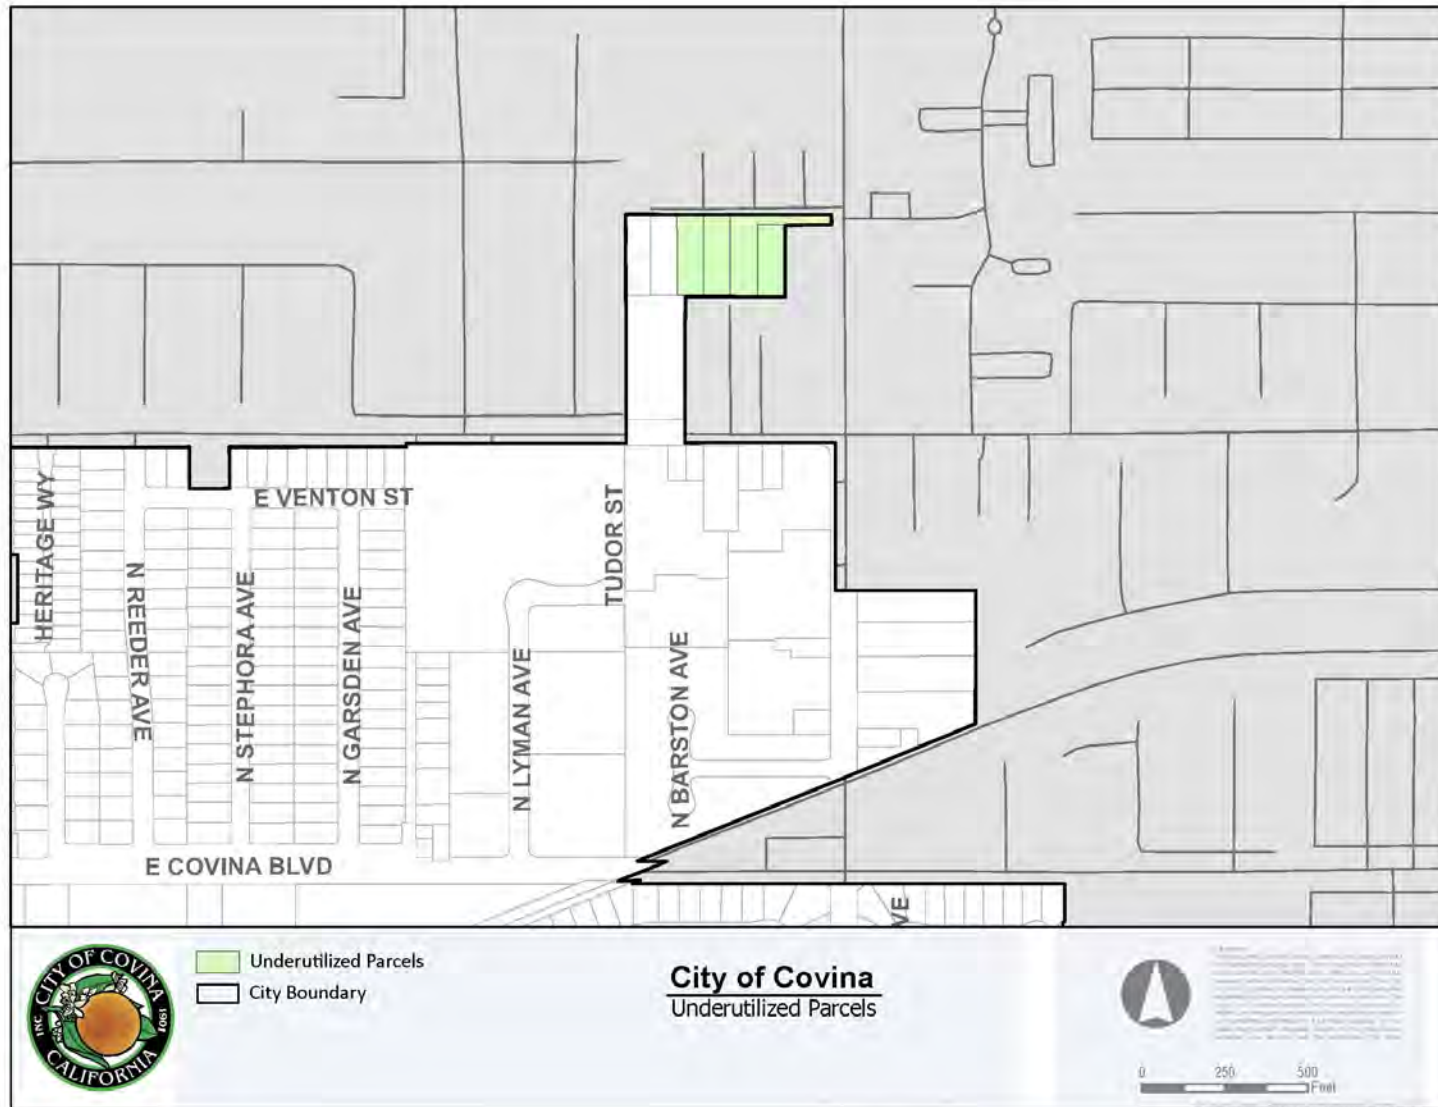 E VENTON ST
HERITAGE WY
N REEDER AVE
N STEPHORA AVE
N GARSDEN AVE
TUDOR ST
N LYMAN AVE
N BARSTON AVE
E COVINA BLVD
VE
CITY OF COVINA
INC 1901
CALIFORNIA
Underutilized Parcels
City Boundary
City of Covina
Underutilized Parcels
0 250 500
Feet